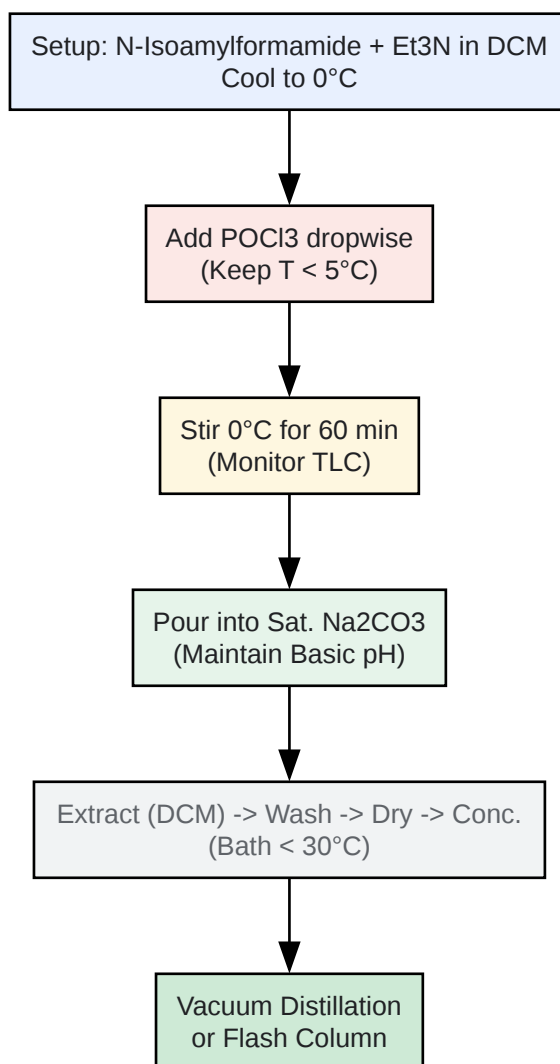 Setup: N-Isoamylformamide + Et3N in DCM
Cool to 0°C
Add POCl3 dropwise
(Keep T < 5°C)
Stir 0°C for 60 min
(Monitor TLC)
Pour into Sat. Na2CO3
(Maintain Basic pH)
Extract (DCM) -> Wash -> Dry -> Conc.
(Bath < 30°C)
Vacuum Distillation
or Flash Column